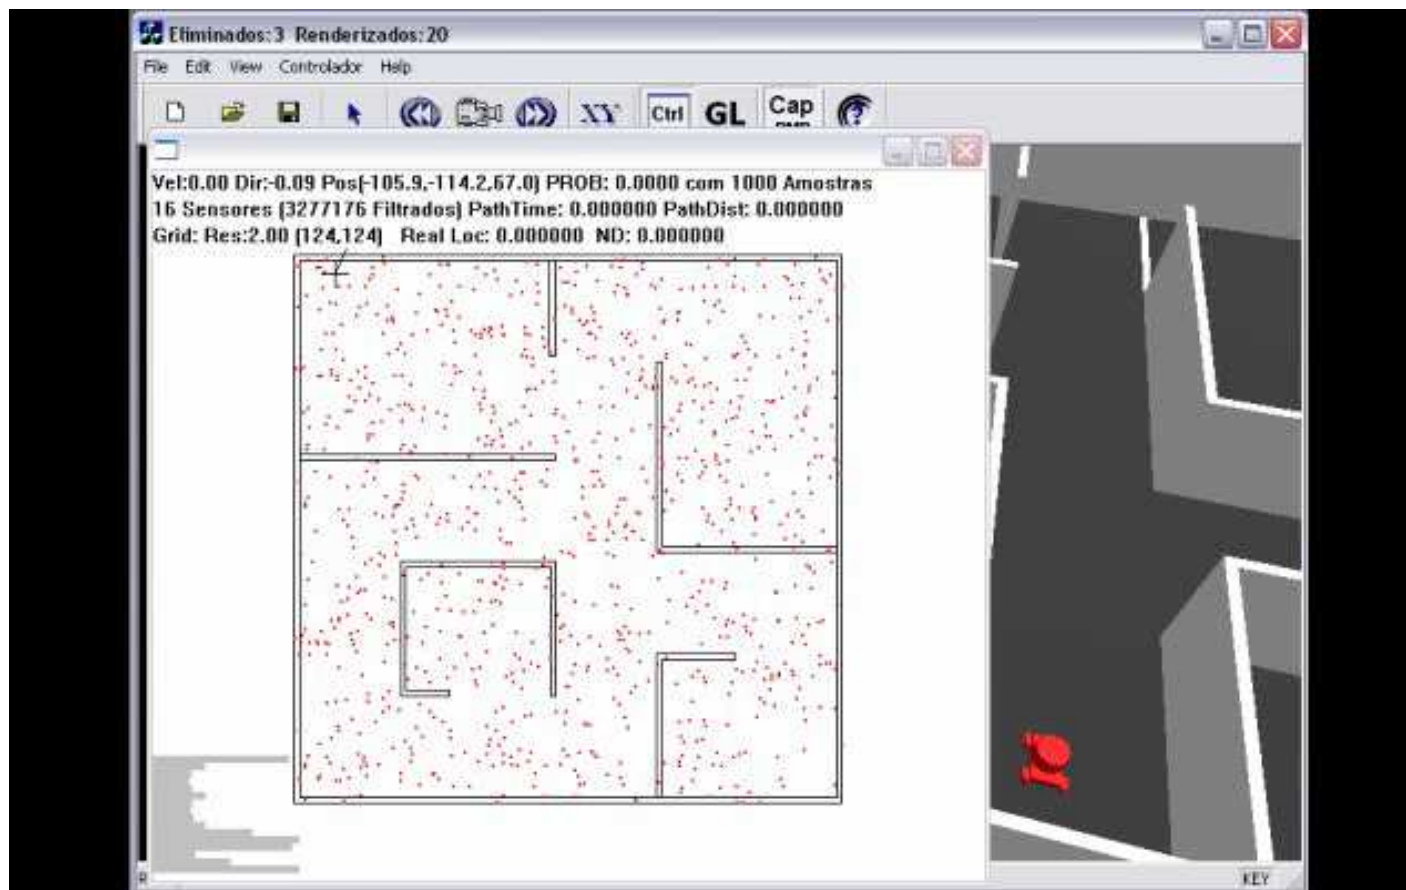 Eliminados: 3 Renderizados: 20
File Edit View Controlador Help
XY Ctrl GL Cap
Vel:0.00 Dir:-0.09 Pos(-105.9,-114.2,67.0) PROB: 0.0000 com 1000 Amostras
16 Sensores (3277176 Filtrados) PathTime: 0.000000 PathDist: 0.000000
Grid: Res:2.00 (124,124) Real Loc: 0.000000 ND: 0.000000
KEY